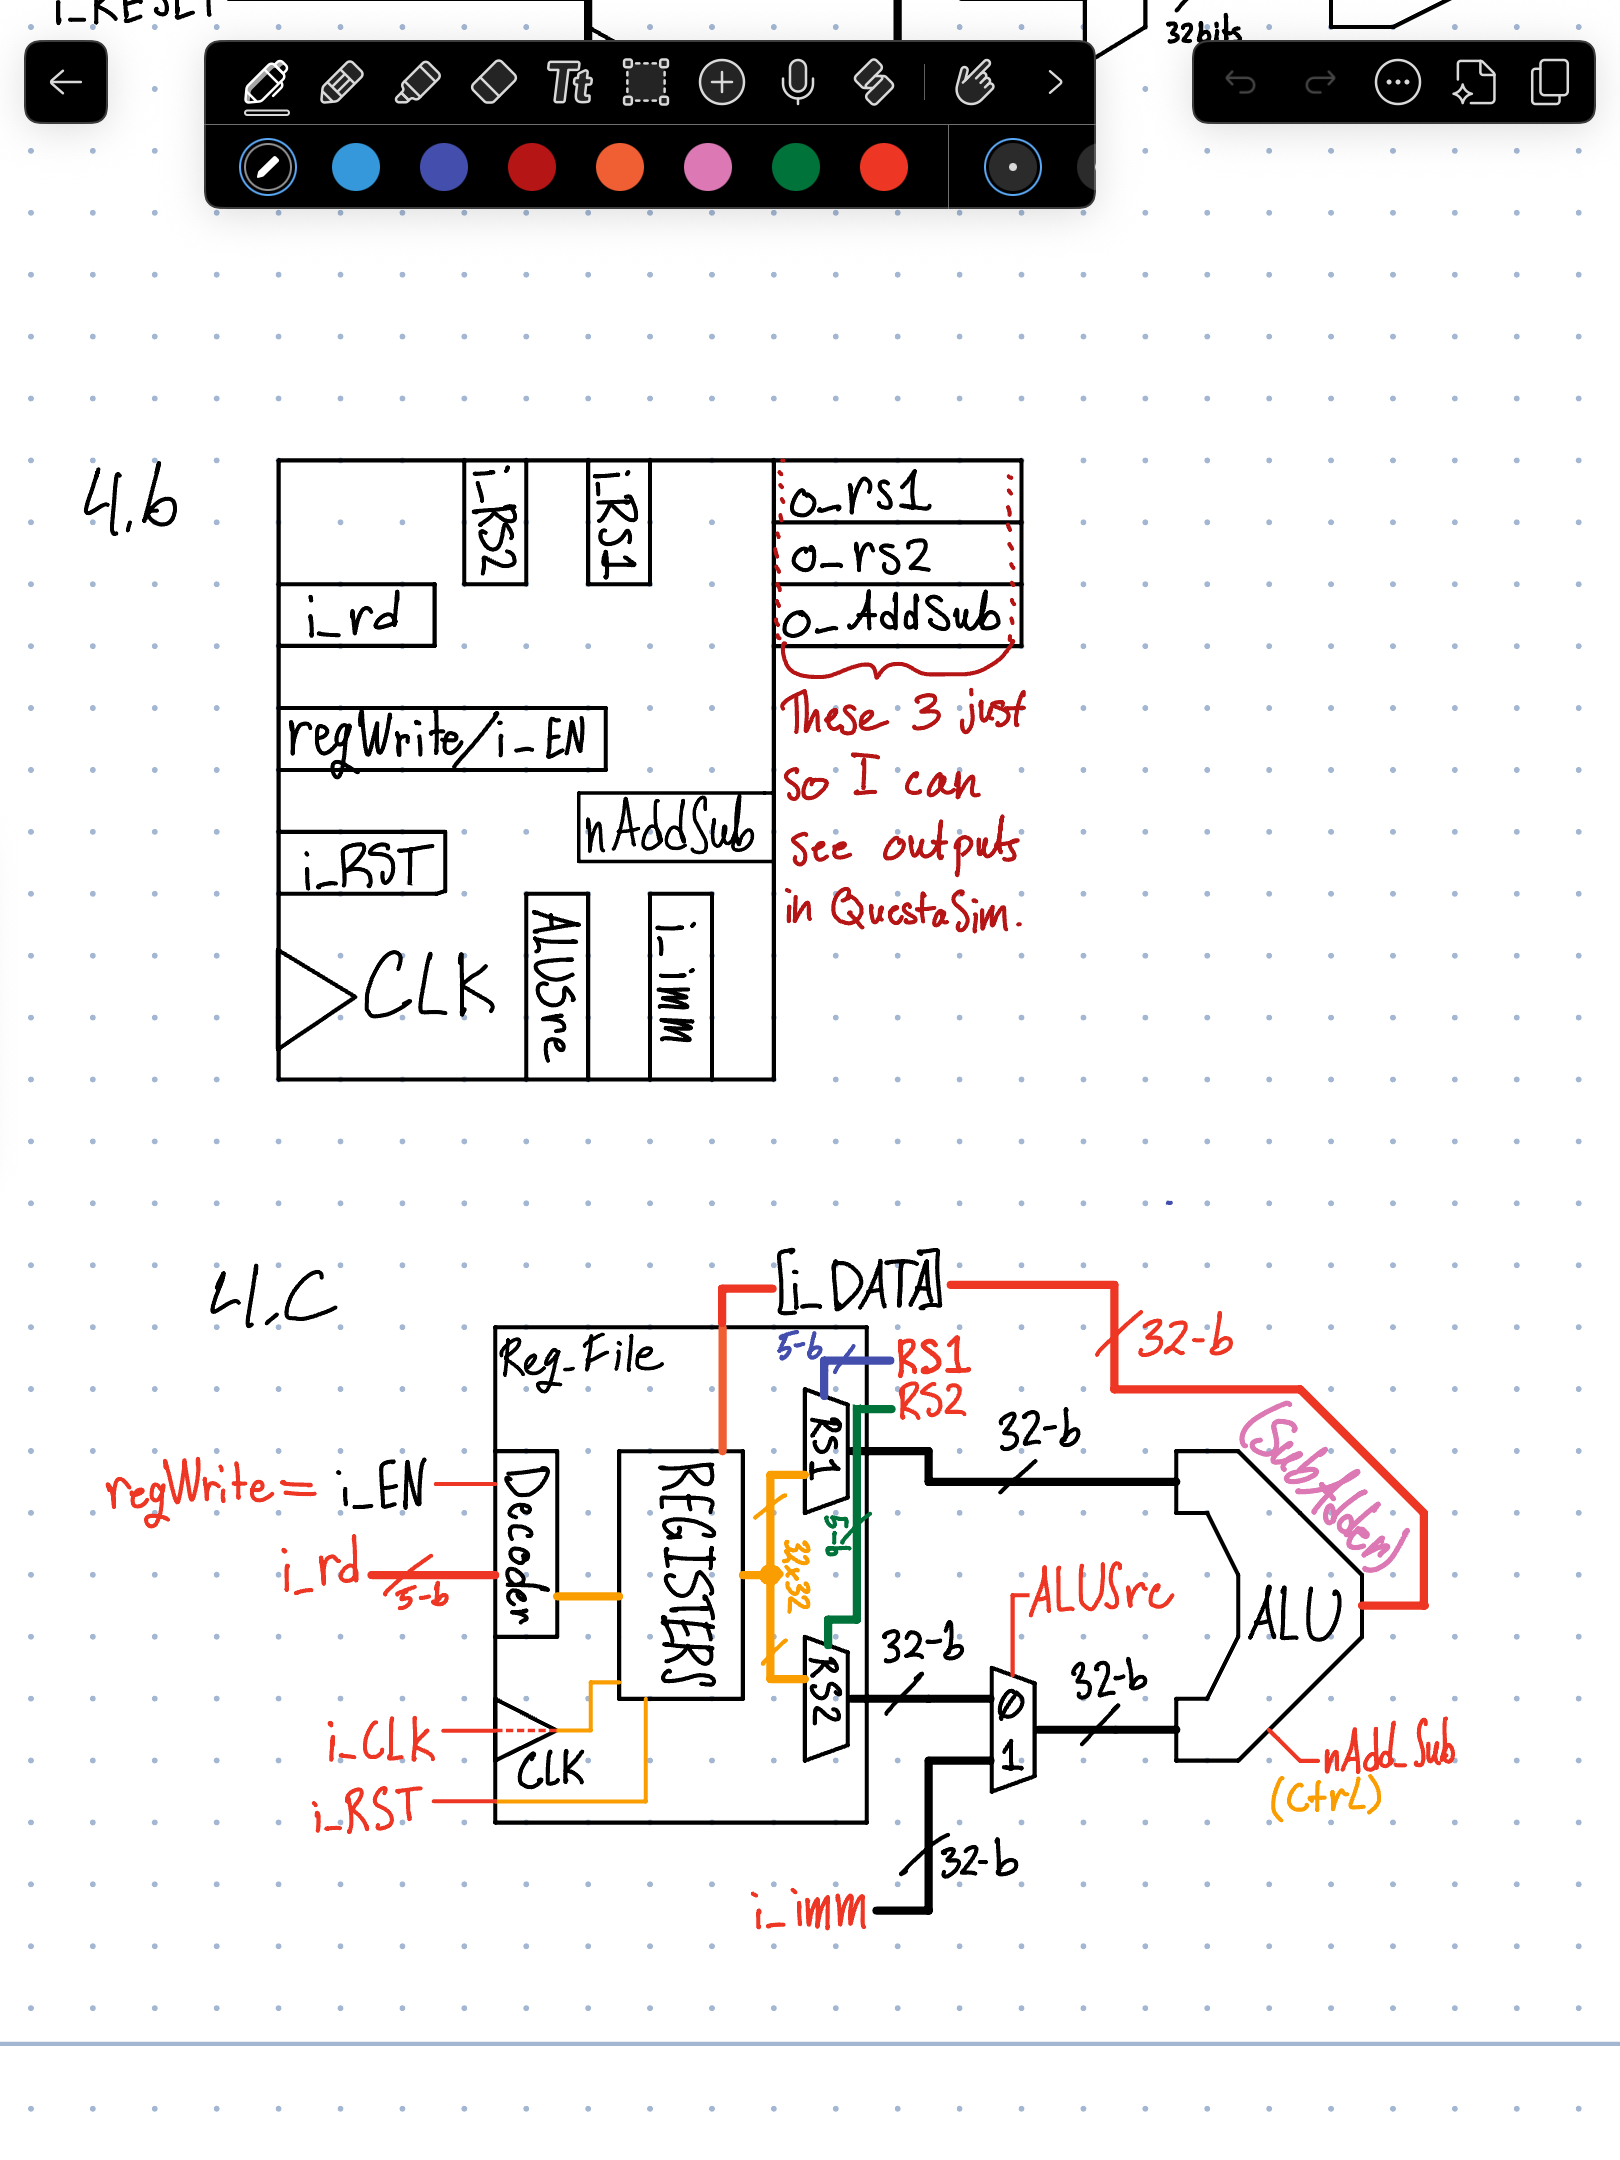 i_RESET
32bits
Tt
4.b
i_RS2
i_RS1
o_rs1
o_rs2
o_AddSub
i_rd
regWrite/i_EN
nAddSub
i_RST
CLK
ALUSrc
i_imm
These 3 just
so I can
see outputs
in QuestaSim.
4.C
[i_DATA]
32-b
Reg_File
5-b
RS1
RS2
RS1
32-b
(SubAdder)
regWrite = i_EN
Decoder
REGISTERS
5-b
32x32
i_rd
5-b
ALUSrc
ALU
32-b
RS2
0
1
32-b
i_CLK
CLK
nAdd_Sub
(Ctrl)
i_RST
32-b
i_imm